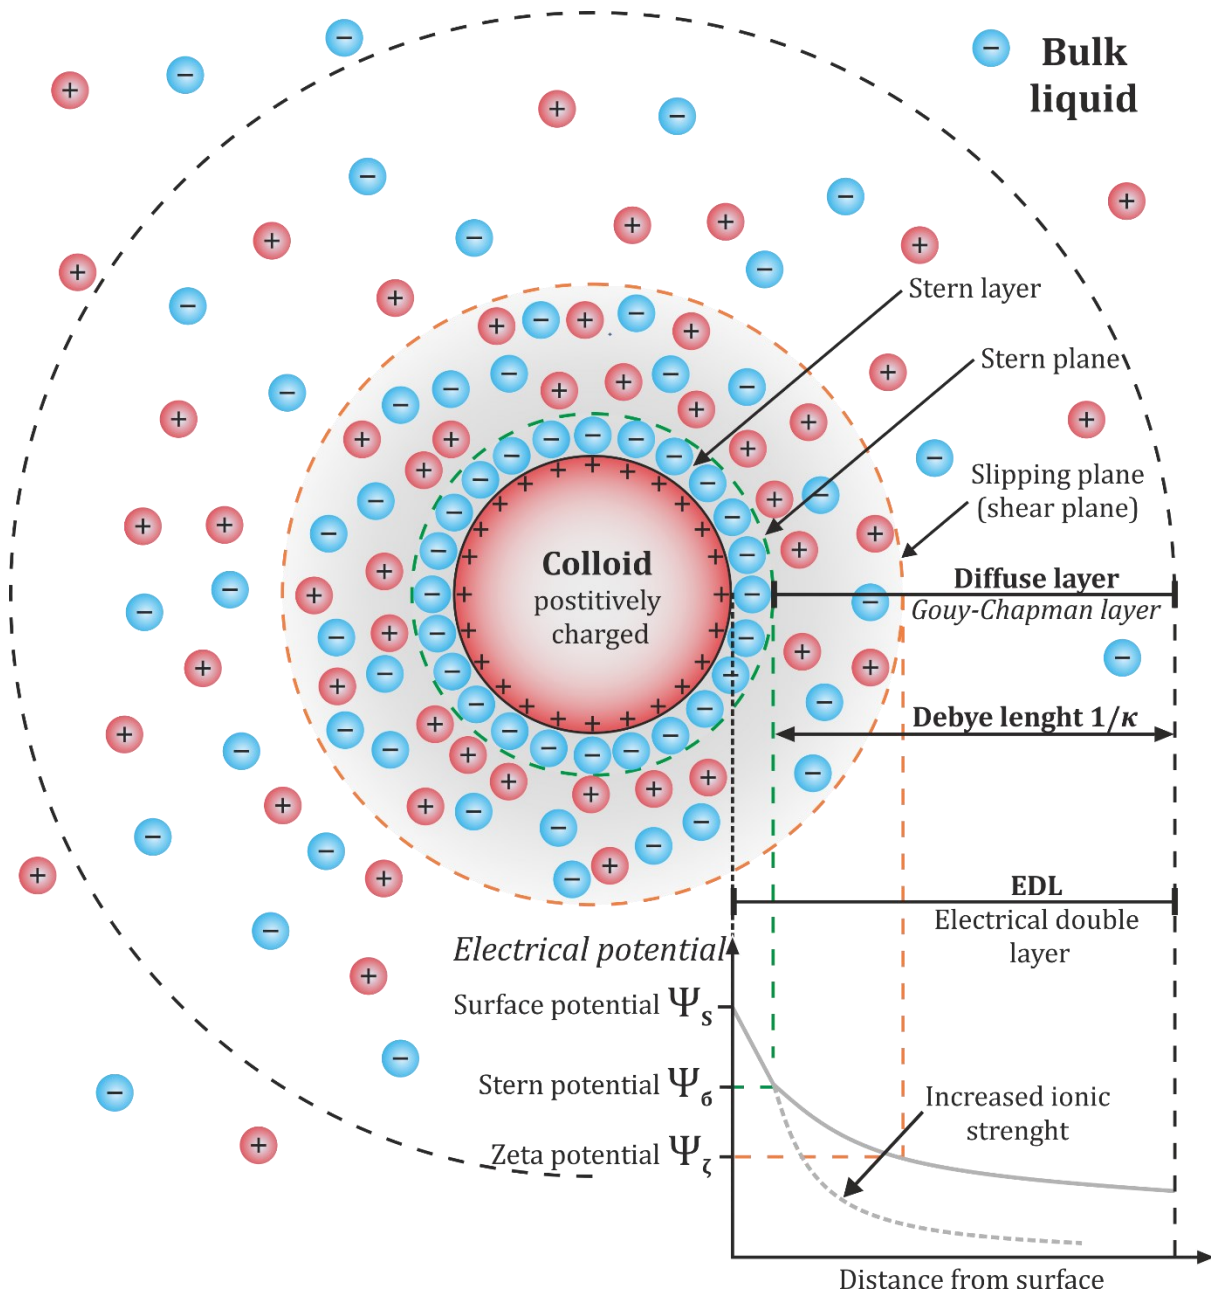 Bulk
liquid
Stern layer
Stern plane
Slipping plane
(shear plane)
Colloid
postitively
charged
Diffuse layer
Gouy-Chapman layer
Debye lenght 1/κ
EDL
Electrical double
layer
Electrical potential
Surface potential Ψs
Stern potential Ψϭ
Zeta potential Ψζ
Increased ionic
strenght
Distance from surface